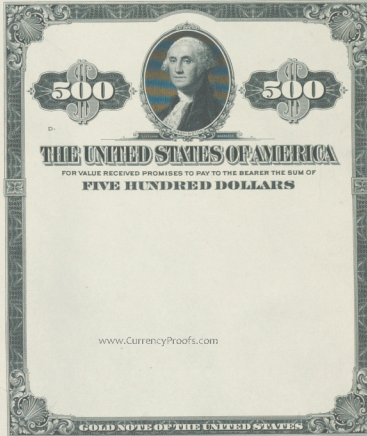 500 500
D.
THE UNITED STATES OF AMERICA
FOR VALUE RECEIVED PROMISES TO PAY TO THE BEARER THE SUM OF
FIVE HUNDRED DOLLARS
www.CurrencyProofs.com
GOLD NOTE OF THE UNITED STATES